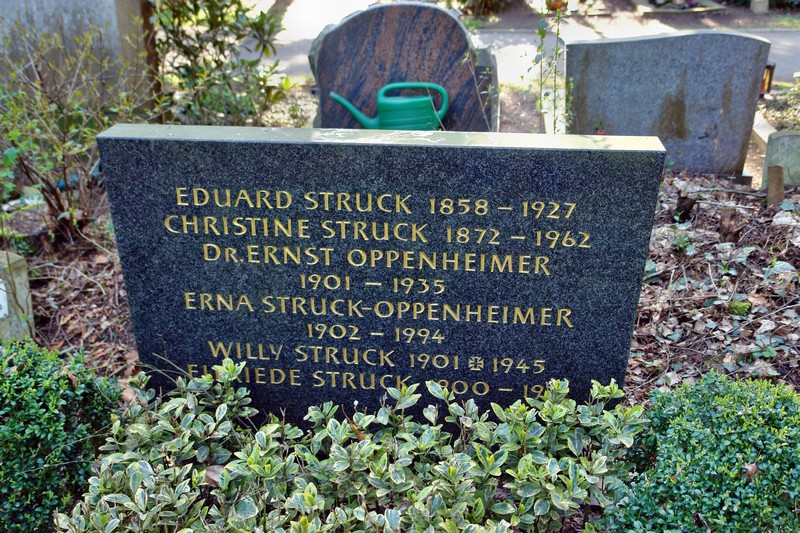 EDUARD STRUCK 1858 – 1927
CHRISTINE STRUCK 1872 – 1962
DR. ERNST OPPENHEIMER
1901 – 1935
ERNA STRUCK-OPPENHEIMER
1902 – 1994
WILLY STRUCK 1901 ✠ 1945
STRUCK 1900 –